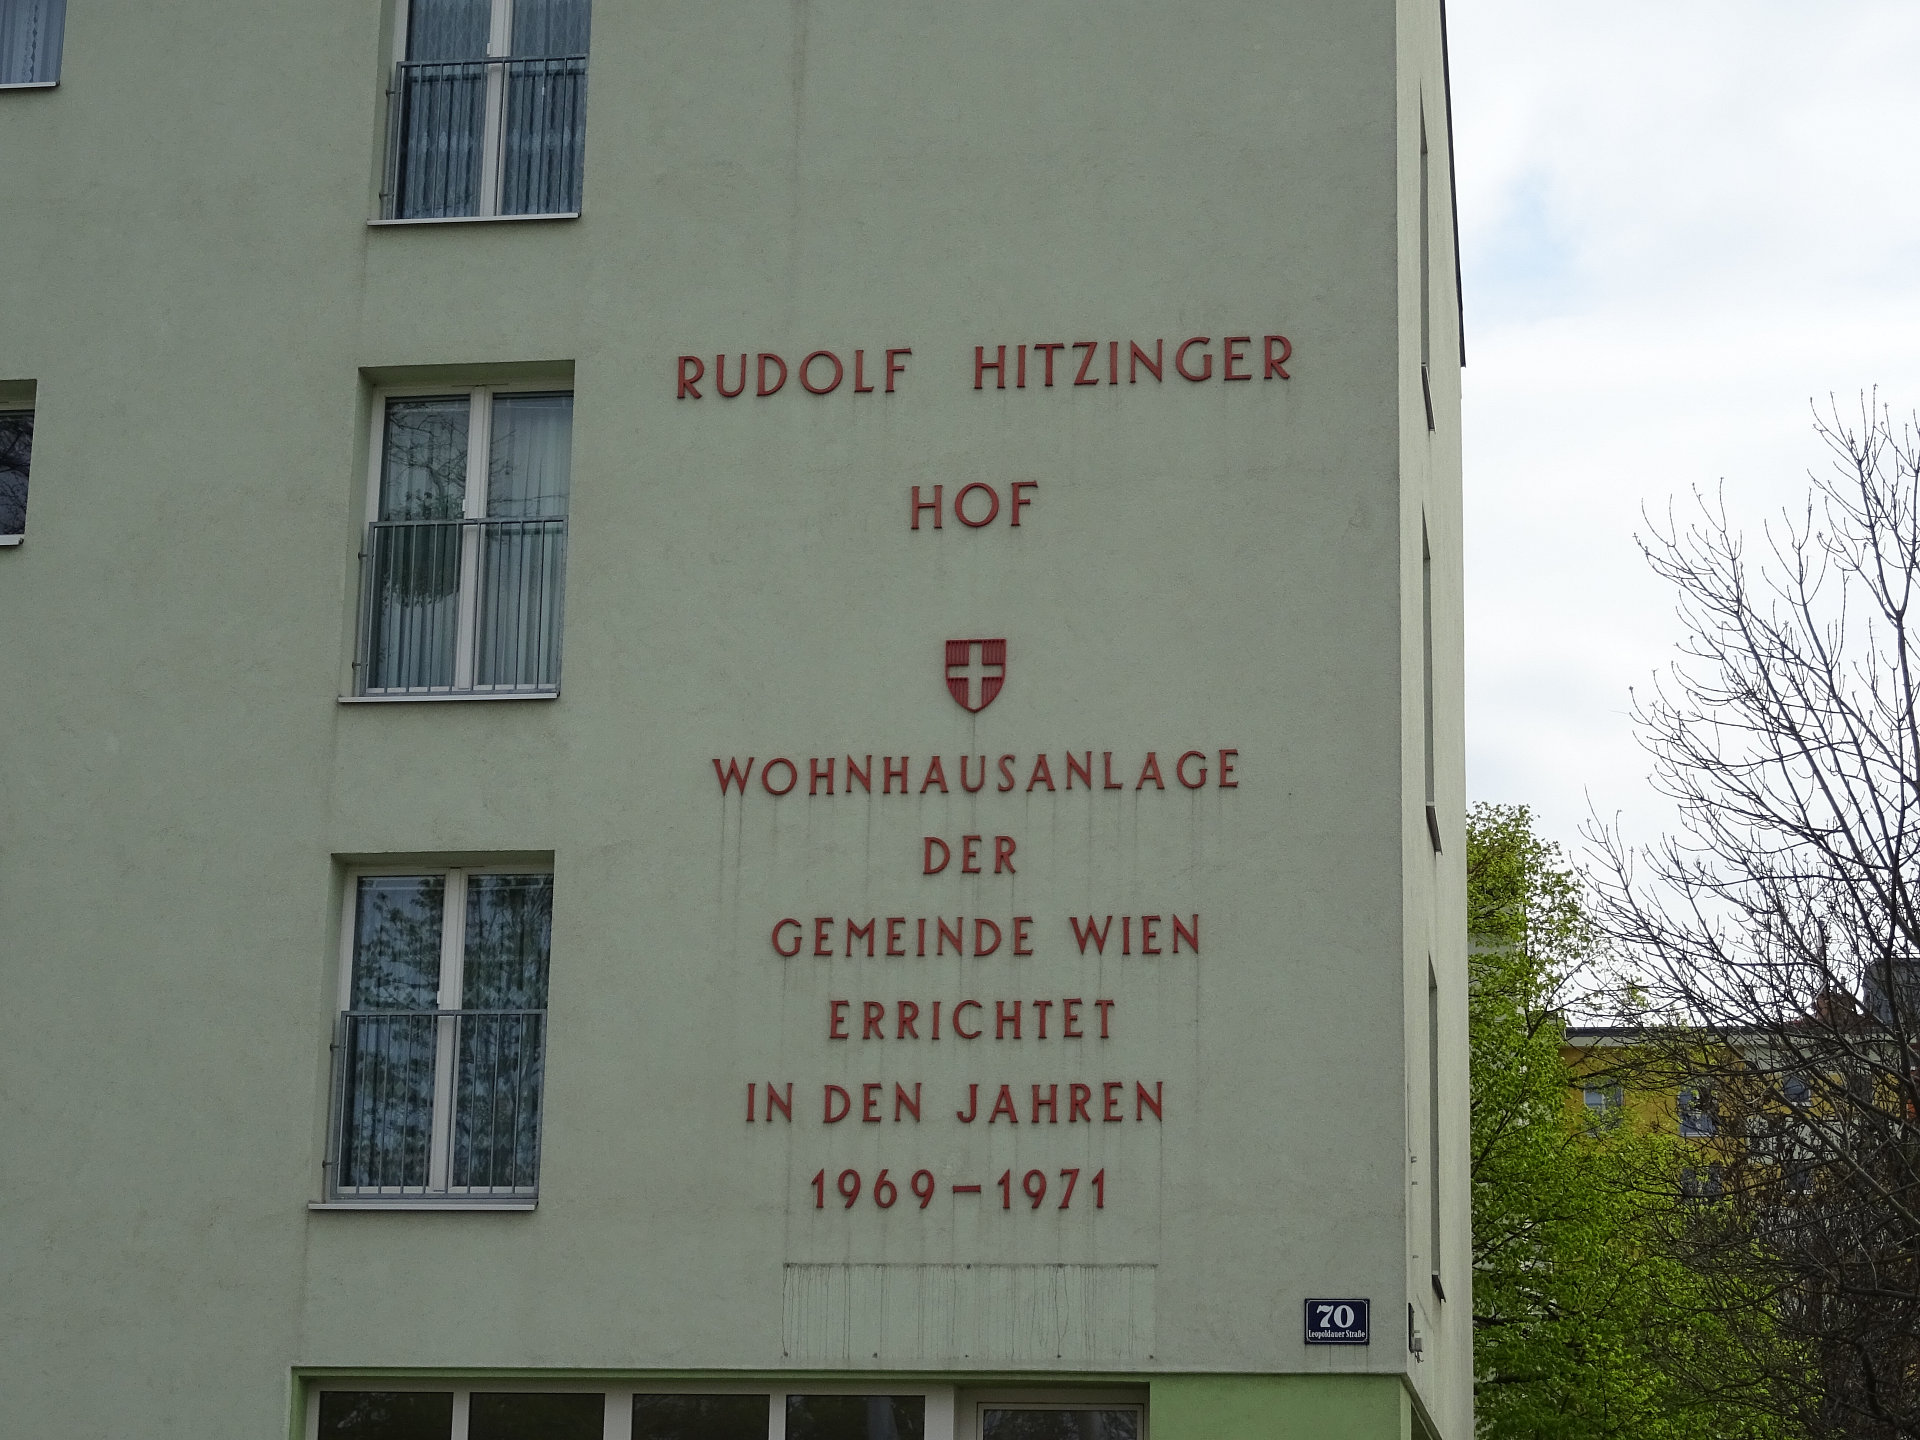 RUDOLF HITZINGER
HOF
WOHNHAUSANLAGE
DER
GEMEINDE WIEN
ERRICHTET
IN DEN JAHREN
1969-1971
70
Leopoldauer Straße